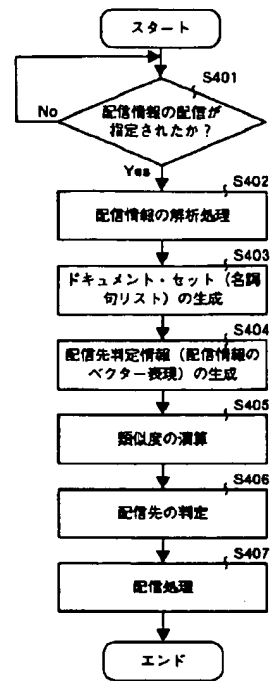 スタート
S401
配信情報の配信が
指定されたか？
No
Yes
S402
配信情報の解析処理
S403
ドキュメント・セット（名詞
句リスト）の生成
S404
配信先判定情報（配信情報の
ベクター表現）の生成
S405
類似度の演算
S406
配信先の判定
S407
配信処理
エンド